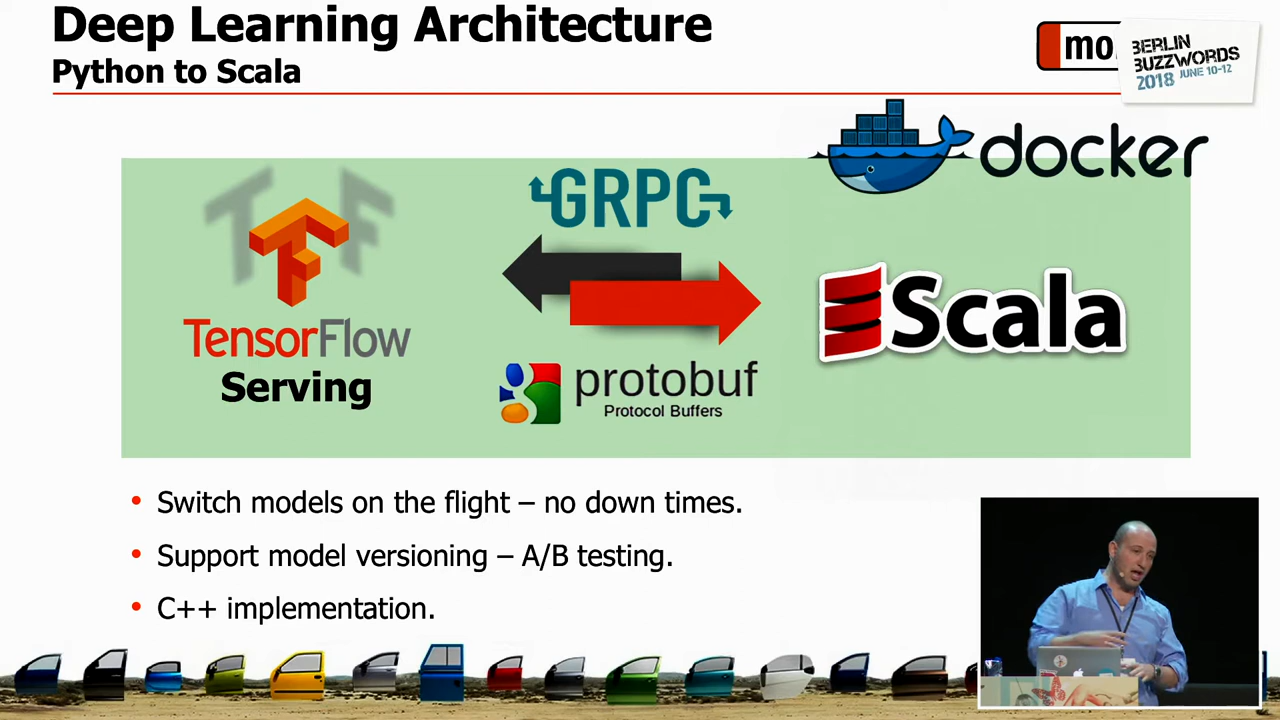 Deep Learning Architecture
Python to Scala
mo
BERLIN
BUZZWORDS
2018 JUNE 10-12
docker
GRPC
TensorFlow
Serving
protobuf
Protocol Buffers
Scala
• Switch models on the flight – no down times.
• Support model versioning – A/B testing.
• C++ implementation.